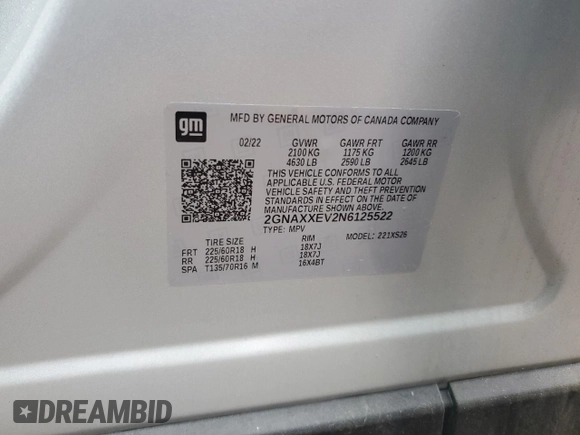 gm
MFD BY GENERAL MOTORS OF CANADA COMPANY
02/22 GVWR GAWR FRT GAWR RR
2100 KG 1175 KG 1200 KG
4630 LB 2590 LB 2645 LB
THIS VEHICLE CONFORMS TO ALL
APPLICABLE U.S. FEDERAL MOTOR
VEHICLE SAFETY AND THEFT PREVENTION
STANDARDS IN EFFECT ON THE DATE OF
MANUFACTURE SHOWN ABOVE.
2GNAXXEV2N6125522
TYPE: MPV MODEL: 221XS26
TIRE SIZE RIM
FRT 225/60R18 H 18X7J
RR 225/60R18 H 18X7J
SPA T135/70R16 M 16X4BT
DREAMBID